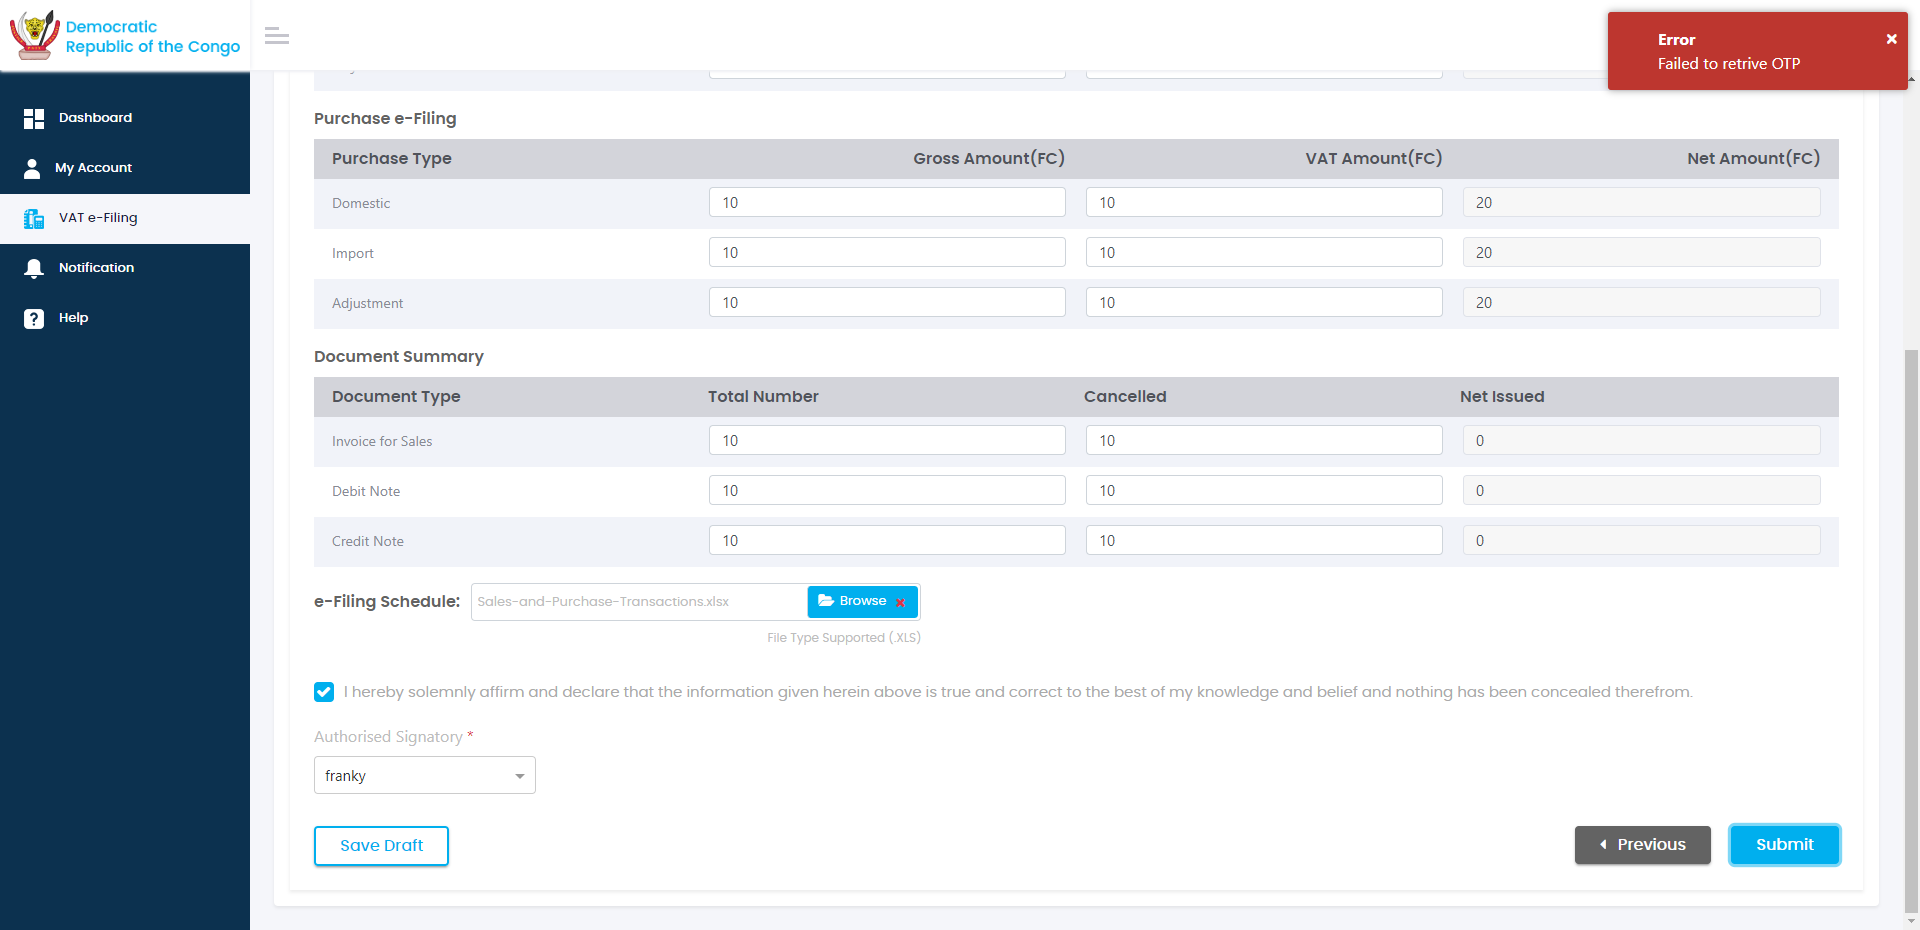 Democratic
Republic of the Congo
Error
Failed to retrive OTP
Dashboard
My Account
VAT e-Filing
Notification
Help
Purchase e-Filing
Purchase Type Gross Amount(FC) VAT Amount(FC) Net Amount(FC)
Domestic 10 10 20
Import 10 10 20
Adjustment 10 10 20
Document Summary
Document Type Total Number Cancelled Net Issued
Invoice for Sales 10 10 0
Debit Note 10 10 0
Credit Note 10 10 0
e-Filing Schedule: Sales-and-Purchase-Transactions.xlsx Browse
File Type Supported (.XLS)
I hereby solemnly affirm and declare that the information given herein above is true and correct to the best of my knowledge and belief and nothing has been concealed therefrom.
Authorised Signatory *
franky
Save Draft Previous Submit